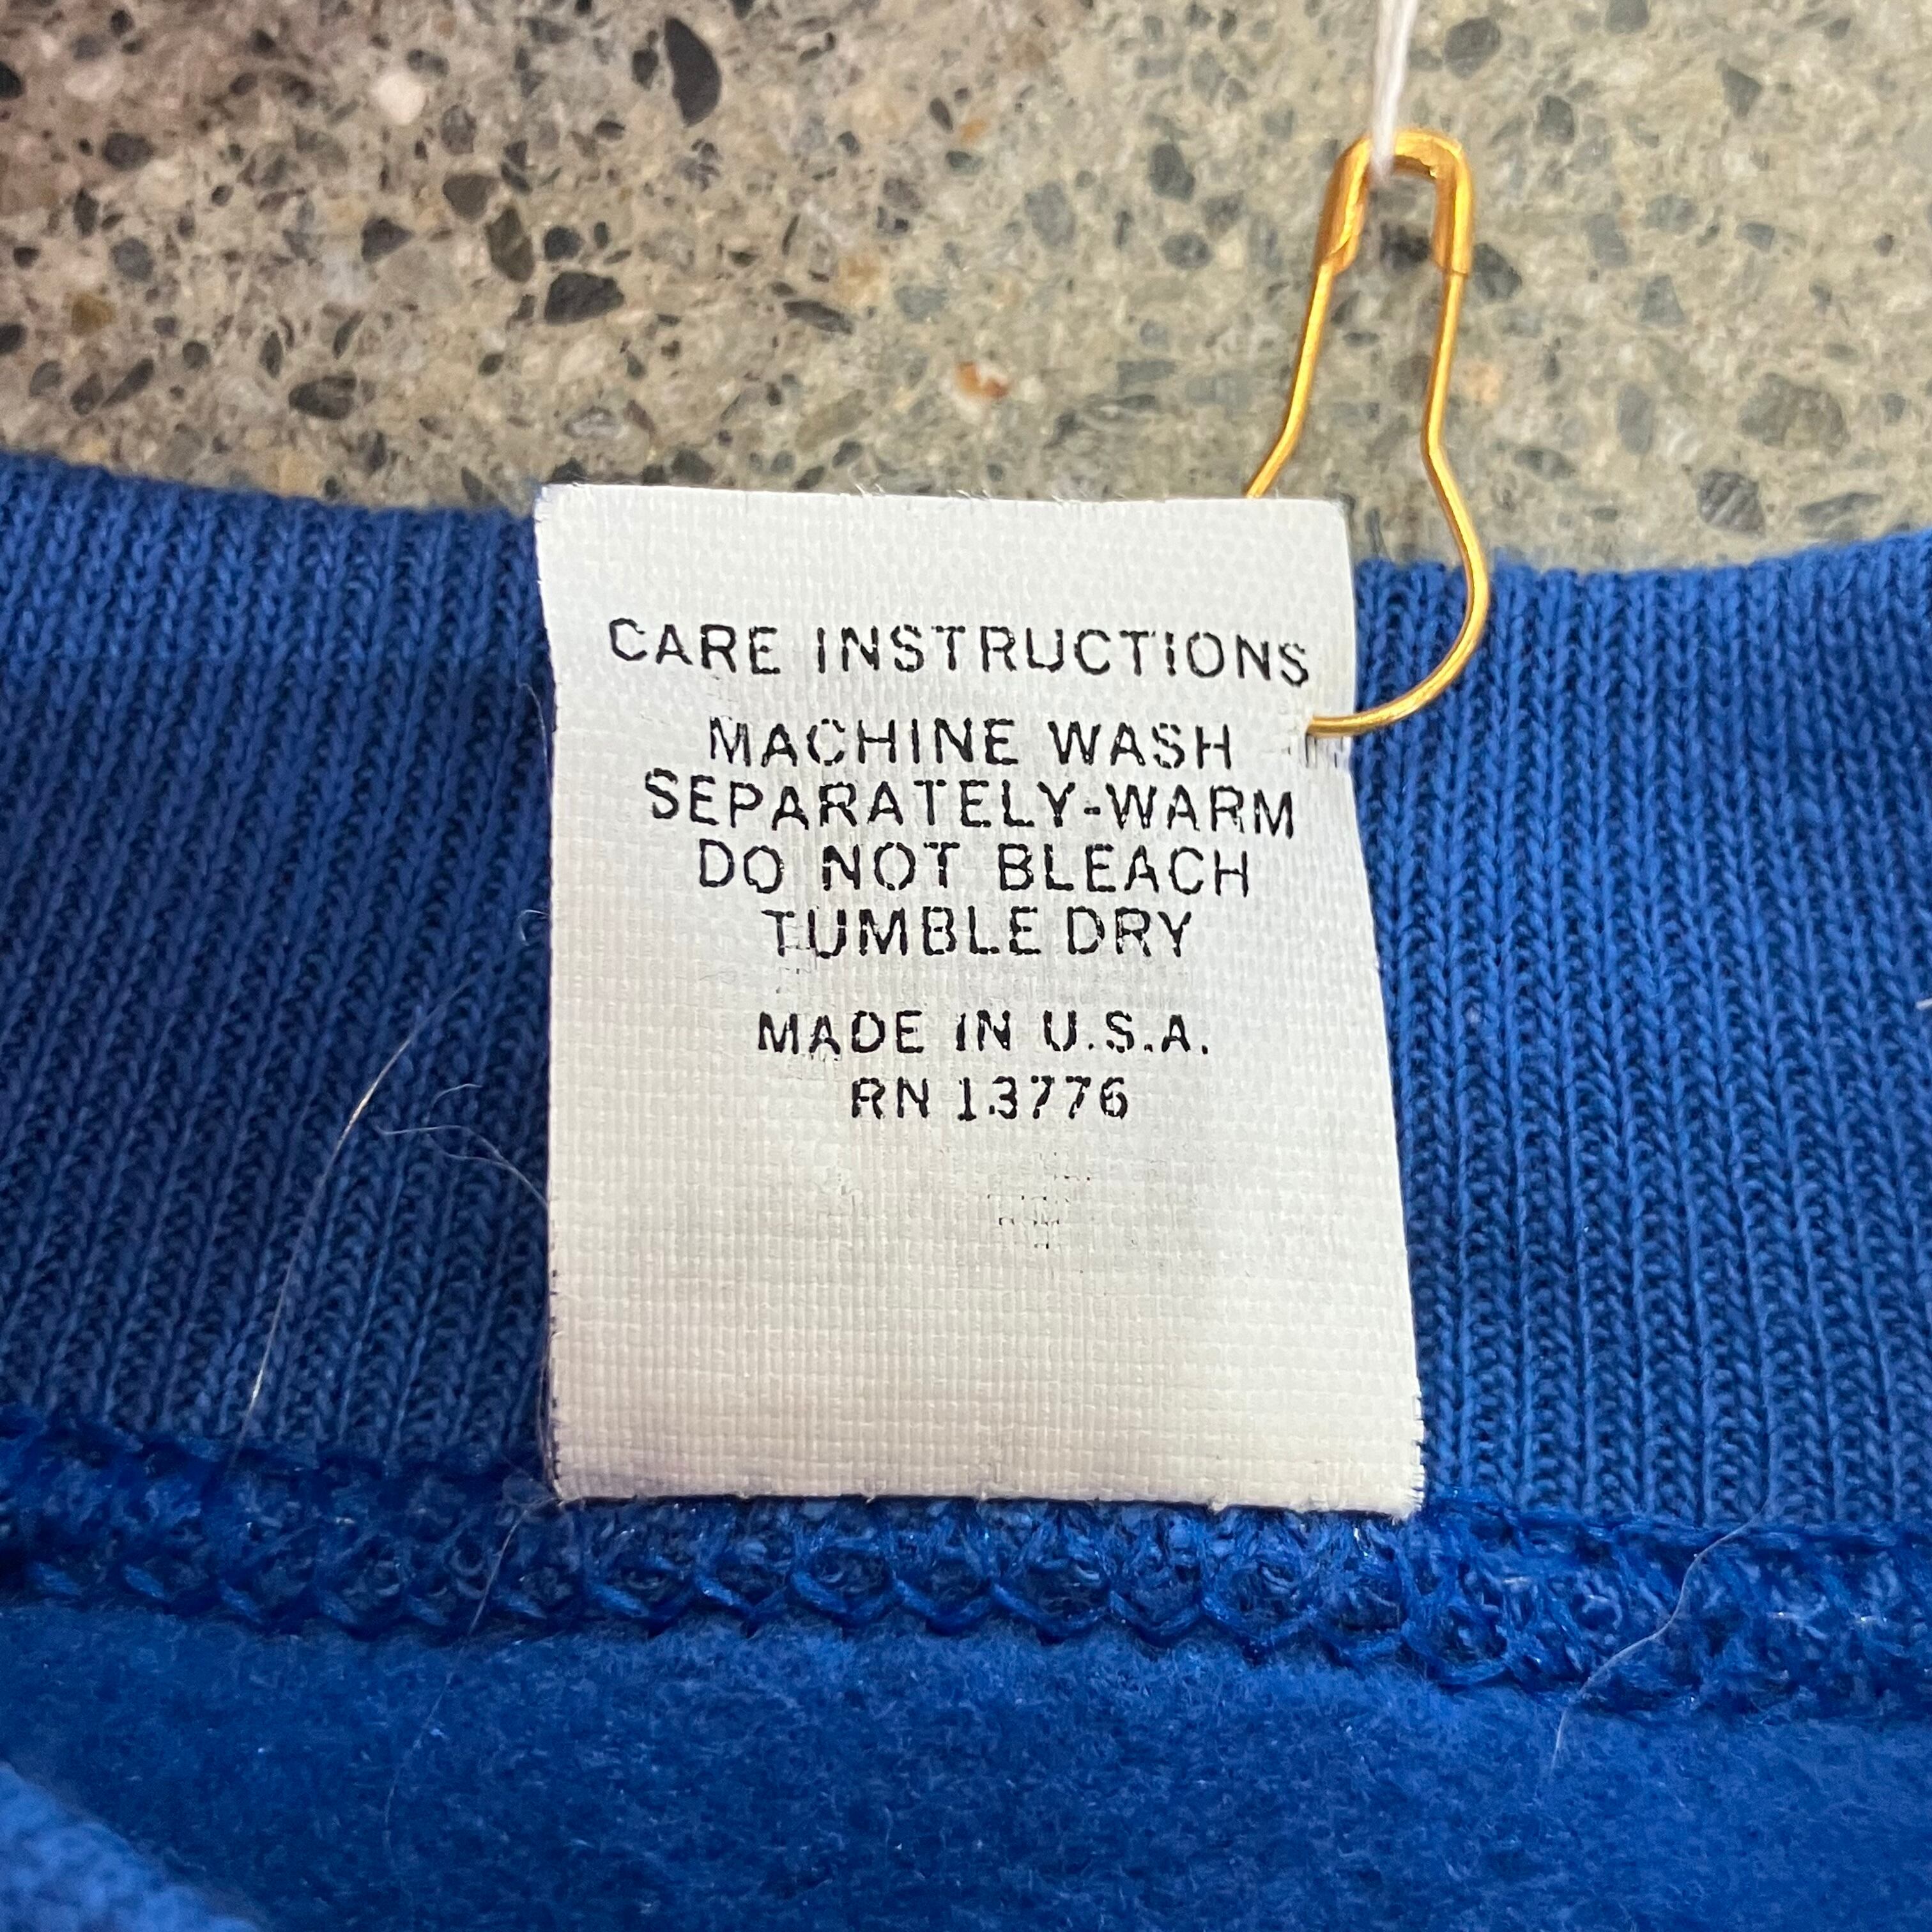 CARE INSTRUCTIONS
MACHINE WASH
SEPARATELY-WARM
DO NOT BLEACH
TUMBLE DRY
MADE IN U.S.A.
RN 13776